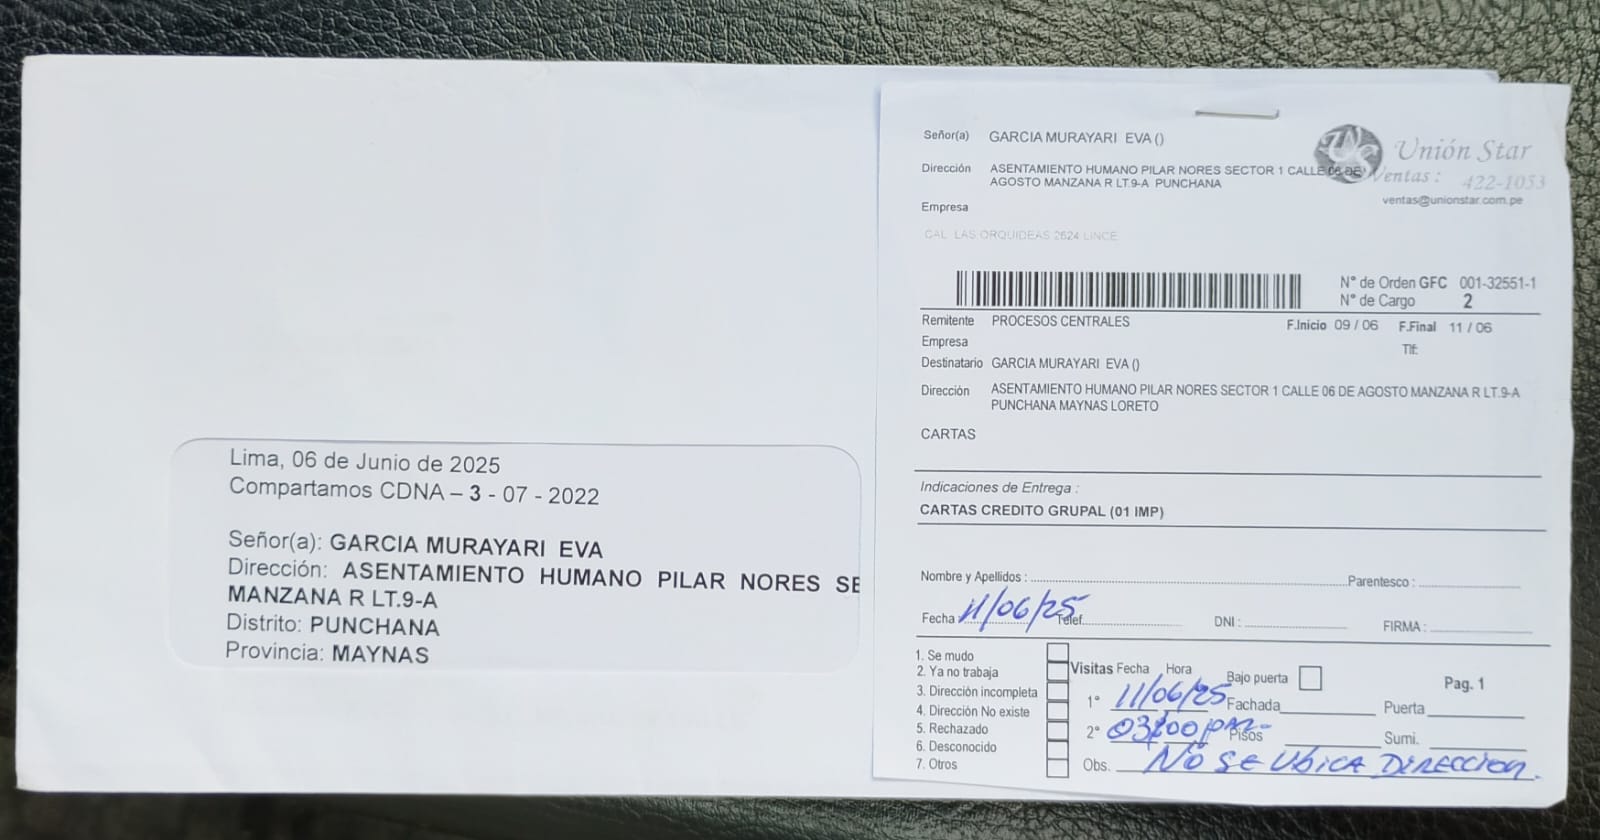 Lima, 06 de Junio de 2025
Compartamos CDNA – 3 - 07 - 2022
Señor(a): GARCIA MURAYARI EVA
Dirección: ASENTAMIENTO HUMANO PILAR NORES SE
MANZANA R LT.9-A
Distrito: PUNCHANA
Provincia: MAYNAS
Señor(a) GARCIA MURAYARI EVA ()
Dirección ASENTAMIENTO HUMANO PILAR NORES SECTOR 1 CALLE 06 DE
AGOSTO MANZANA R LT.9-A PUNCHANA
Empresa
CAL LAS ORQUIDEAS 2624 LINCE
Unión Star
Ventas : 422-1053
ventas@unionstar.com.pe
N° de Orden GFC 001-32551-1
N° de Cargo 2
Remitente PROCESOS CENTRALES
F.Inicio 09 / 06 F.Final 11 / 06
Empresa
Tlf:
Destinatario GARCIA MURAYARI EVA ()
Dirección ASENTAMIENTO HUMANO PILAR NORES SECTOR 1 CALLE 06 DE AGOSTO MANZANA R LT.9-A
PUNCHANA MAYNAS LORETO
CARTAS
Indicaciones de Entrega :
CARTAS CREDITO GRUPAL (01 IMP)
Nombre y Apellidos : Parentesco :
Fecha 11/06/25 Telef. DNI : FIRMA :
1. Se mudo
2. Ya no trabaja
3. Dirección incompleta
4. Dirección No existe
5. Rechazado
6. Desconocido
7. Otros
Visitas Fecha Hora Bajo puerta Pag. 1
1° 11/06/25 Fachada Puerta
2° 03:00 pm Pisos Sumi.
Obs. NO SE UBICA DIRECCION.